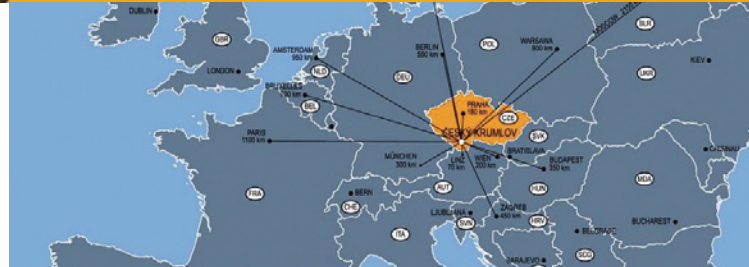 DUBLIN
GBR
LONDON
AMSTERDAM
950 km
NLD
BRUXELLES
BEL
PARIS
1100 km
FRA
BERN
CHE
BERLIN
550 km
DEU
POL
WARSAWA
800 km
BLR
UKR
KIEV
PRAHA
180 km
CZE
ČESKÝ KRUMLOV
SVK
MÜNCHEN
300 km
LINZ
70 km
WIEN
200 km
BRATISLAVA
BUDAPEST
350 km
AUT
HUN
MDA
LJUBLJANA
SVN
ZAGREB
450 km
HRV
ITA
BUCHAREST
BELGRAD
SCG
SARAJEVO